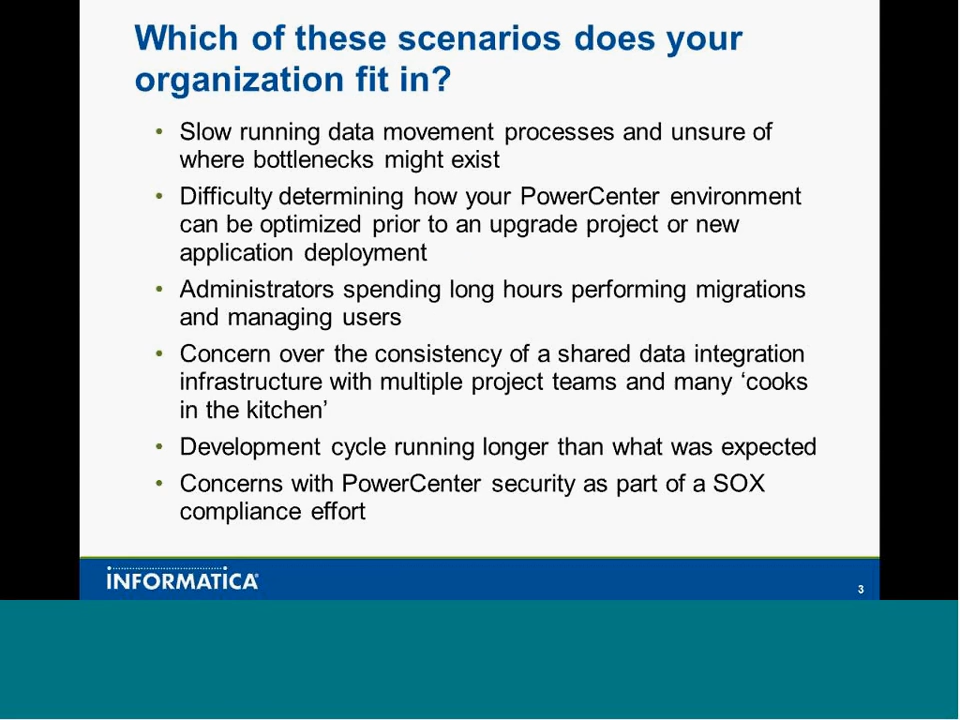 Which of these scenarios does your
organization fit in?
• Slow running data movement processes and unsure of
where bottlenecks might exist
• Difficulty determining how your PowerCenter environment
can be optimized prior to an upgrade project or new
application deployment
• Administrators spending long hours performing migrations
and managing users
• Concern over the consistency of a shared data integration
infrastructure with multiple project teams and many ‘cooks
in the kitchen’
• Development cycle running longer than what was expected
• Concerns with PowerCenter security as part of a SOX
compliance effort
INFORMATICA®
3